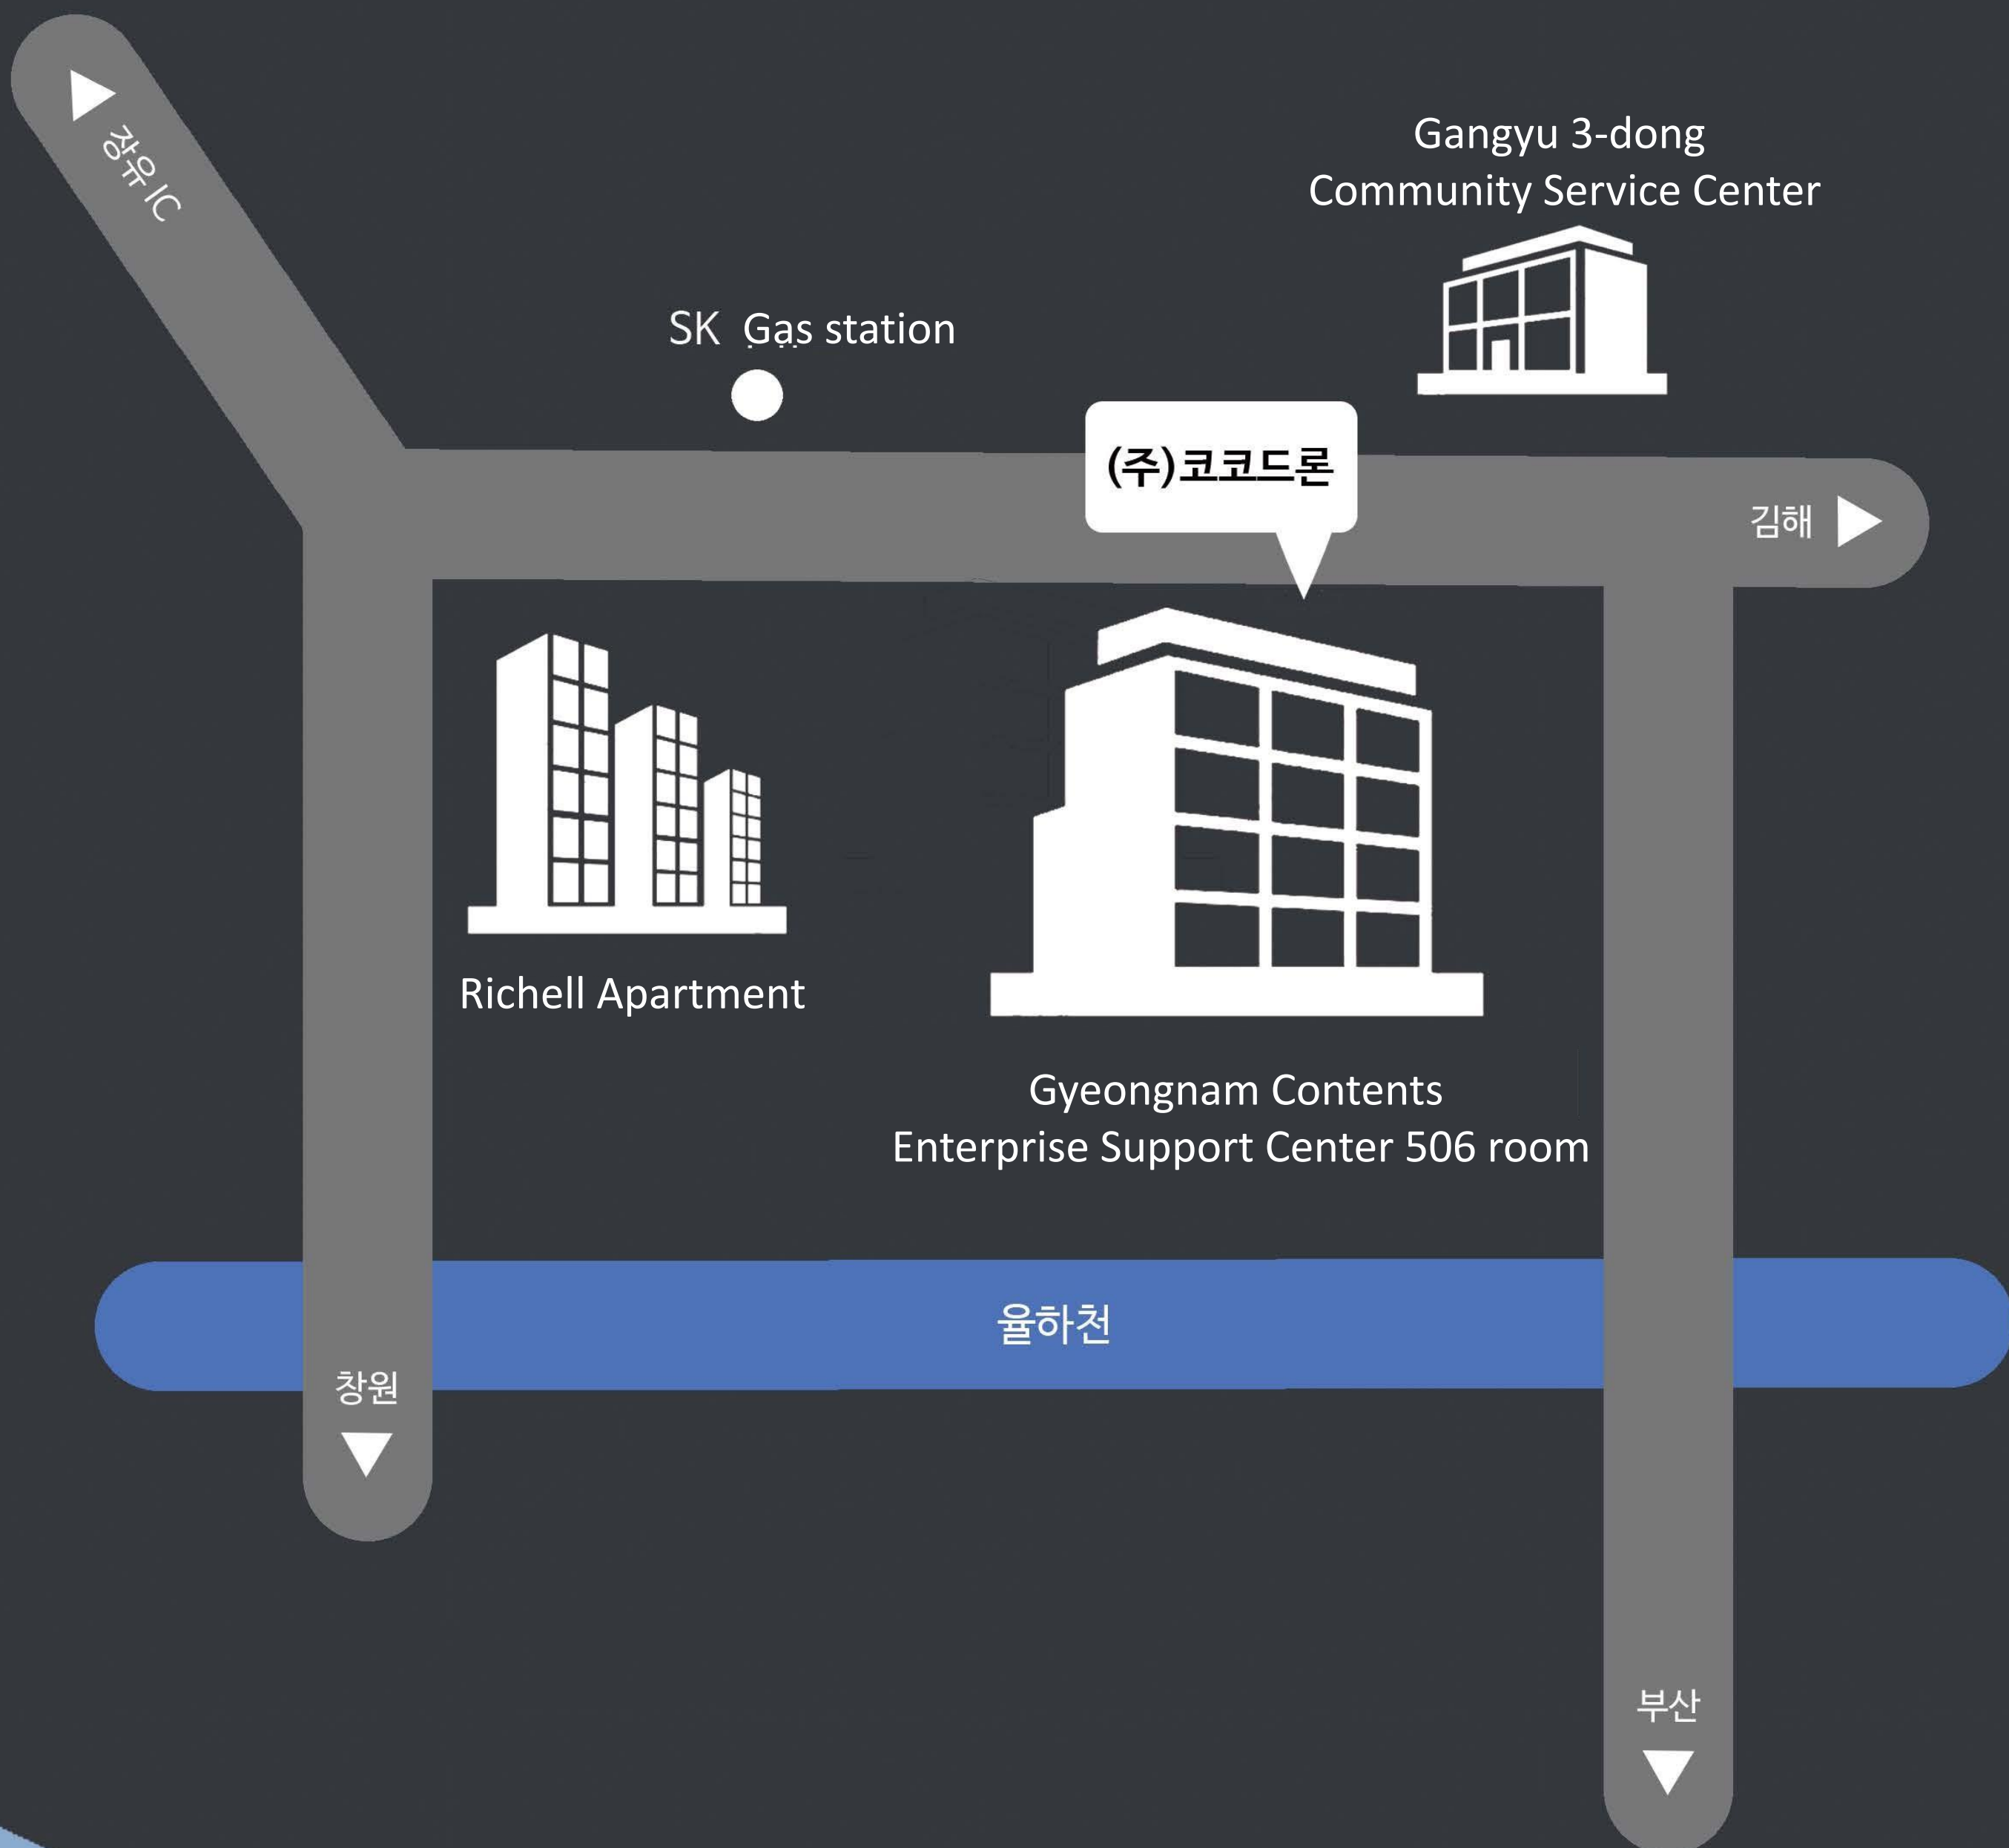 장유IC
Gangyu 3-dong
Community Service Center
SK Gas station
(주)코코드론
김해
Richell Apartment
Gyeongnam Contents
Enterprise Support Center 506 room
율하천
창원
부산